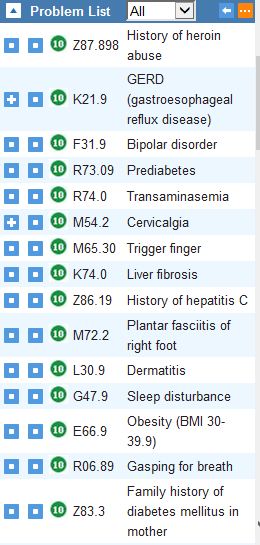 Problem List All
10 Z87.898 History of heroin
abuse
10 K21.9 GERD
(gastroesophageal
reflux disease)
10 F31.9 Bipolar disorder
10 R73.09 Prediabetes
10 R74.0 Transaminasemia
10 M54.2 Cervicalgia
10 M65.30 Trigger finger
10 K74.0 Liver fibrosis
10 Z86.19 History of hepatitis C
10 M72.2 Plantar fasciitis of
right foot
10 L30.9 Dermatitis
10 G47.9 Sleep disturbance
10 E66.9 Obesity (BMI 30-
39.9)
10 R06.89 Gasping for breath
10 Z83.3 Family history of
diabetes mellitus in
mother